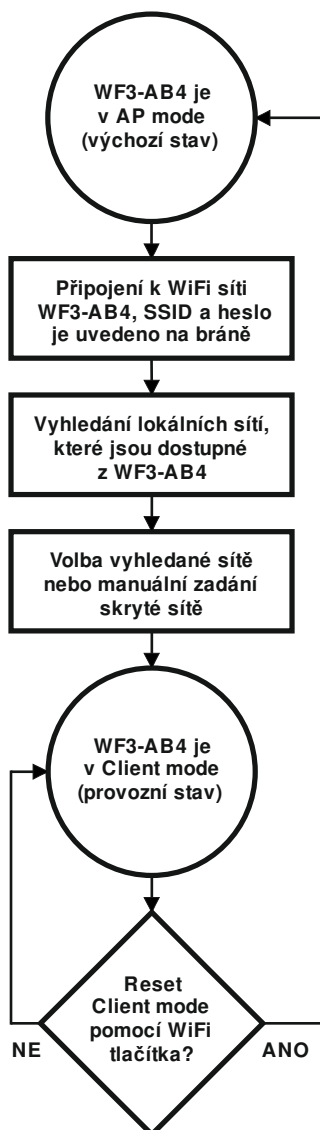 WF3-AB4 je
v AP mode
(výchozí stav)
Připojení k WiFi síti
WF3-AB4, SSID a heslo
je uvedeno na bráně
Vyhledání lokálních sítí,
které jsou dostupné
z WF3-AB4
Volba vyhledané sítě
nebo manuální zadání
skryté sítě
WF3-AB4 je
v Client mode
(provozní stav)
Reset
Client mode
pomocí WiFi
tlačítka?
NE
ANO